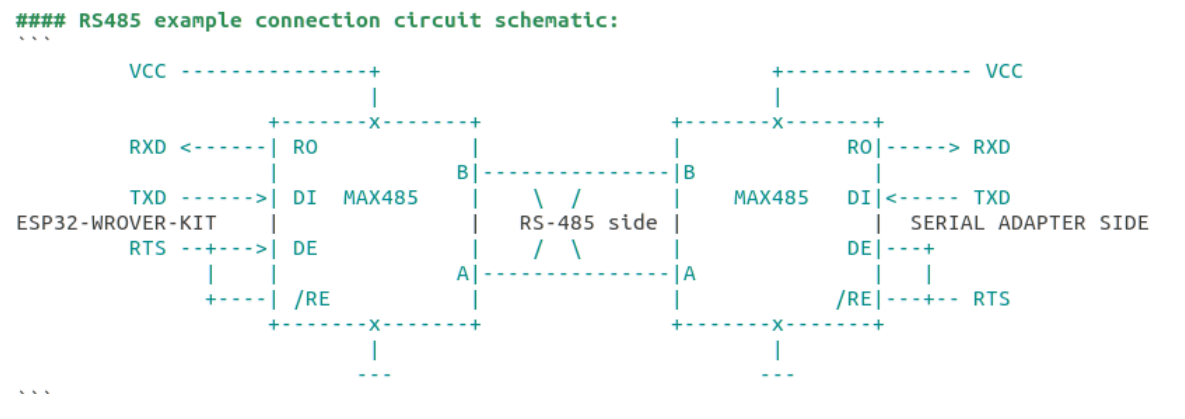 #### RS485 example connection circuit schematic:
```
         VCC ---------------+                               +--------------- VCC
                            |                               |
                    +-------x-------+               +-------x-------+
         RXD <------| RO            |               |             RO|-----> RXD
                    |              B|---------------|B              |
         TXD ------>| DI  MAX485    |    \  /       |    MAX485   DI|<----- TXD
ESP32-WROVER-KIT    |               |   RS-485 side |               |  SERIAL ADAPTER SIDE
         RTS --+--->| DE            |    /  \       |             DE|---+
               |    |              A|---------------|A              |   |
               +----| /RE           |               |            /RE|---+-- RTS
                    +-------x-------+               +-------x-------+
                            |                               |
                           ---                             ---
```